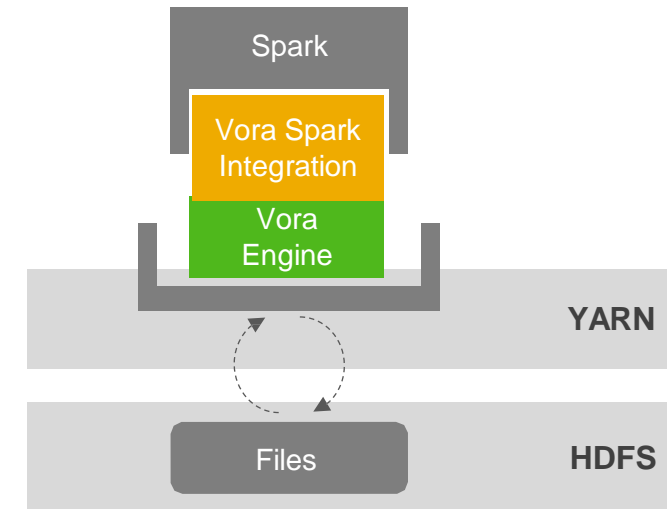 Spark
Vora Spark
Integration
Vora
Engine
YARN
Files
HDFS